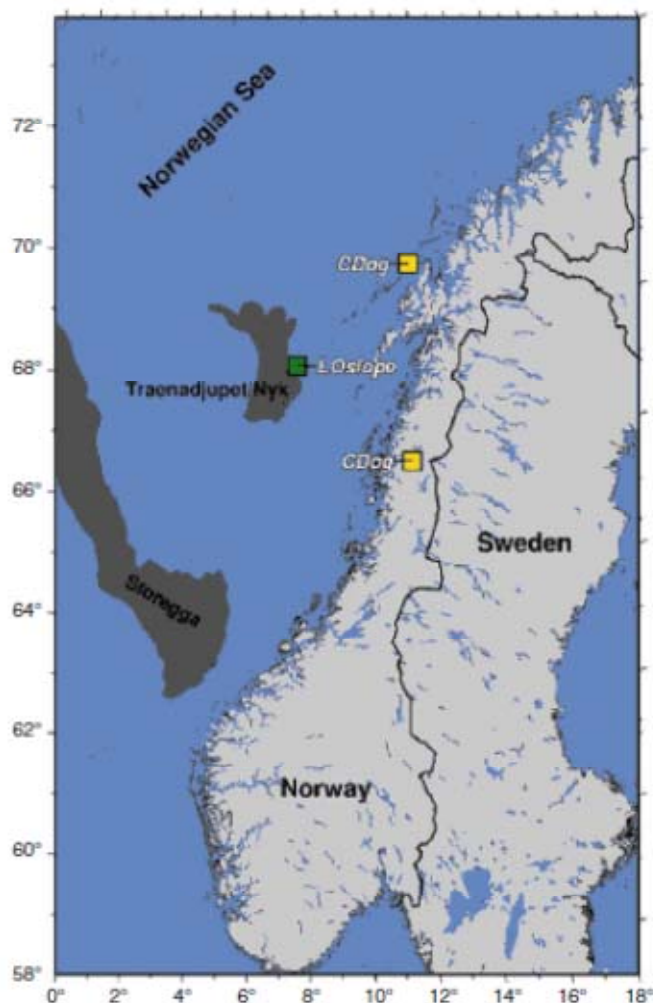 72°
70°
68°
66°
64°
62°
60°
58°
Norwegian Sea
CDog
LOslope
Traenadjupet Nyk
CDog
Sweden
Storegga
Norway
0° 2° 4° 6° 8° 10° 12° 14° 16° 18°